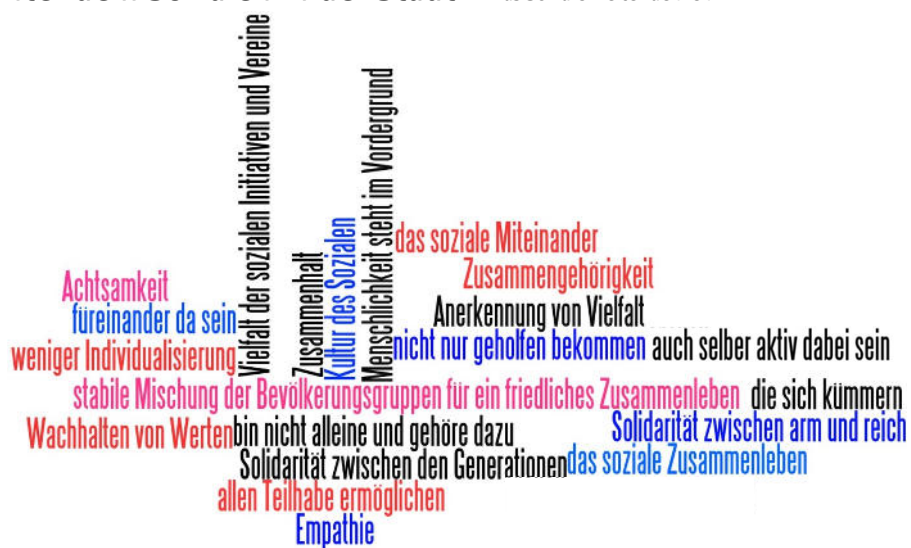 Vielfalt der sozialen Initiativen und Vereine
Zusammenhalt
Kultur des Sozialen
Menschlichkeit steht im Vordergrund
das soziale Miteinander
Zusammengehörigkeit
Achtsamkeit
Anerkennung von Vielfalt
füreinander da sein
weniger Individualisierung
nicht nur geholfen bekommen auch selber aktiv dabei sein
stabile Mischung der Bevölkerungsgruppen für ein friedliches Zusammenleben
die sich kümmern
Wachhalten von Werten
bin nicht alleine und gehöre dazu
Solidarität zwischen arm und reich
Solidarität zwischen den Generationen
das soziale Zusammenleben
allen Teilhabe ermöglichen
Empathie